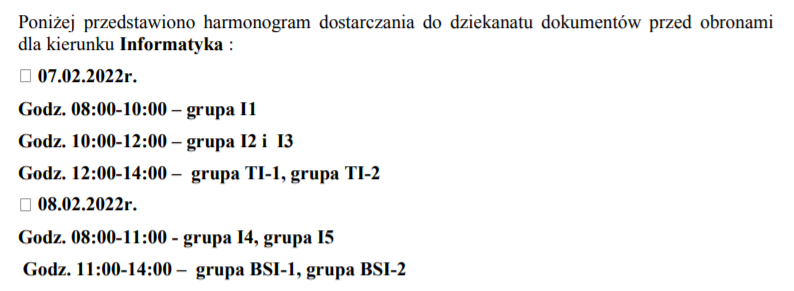 Poniżej przedstawiono harmonogram dostarczania do dziekanatu dokumentów przed obronami
dla kierunku Informatyka :
□ 07.02.2022r.
Godz. 08:00-10:00 – grupa I1
Godz. 10:00-12:00 – grupa I2 i I3
Godz. 12:00-14:00 – grupa TI-1, grupa TI-2
□ 08.02.2022r.
Godz. 08:00-11:00 - grupa I4, grupa I5
Godz. 11:00-14:00 – grupa BSI-1, grupa BSI-2